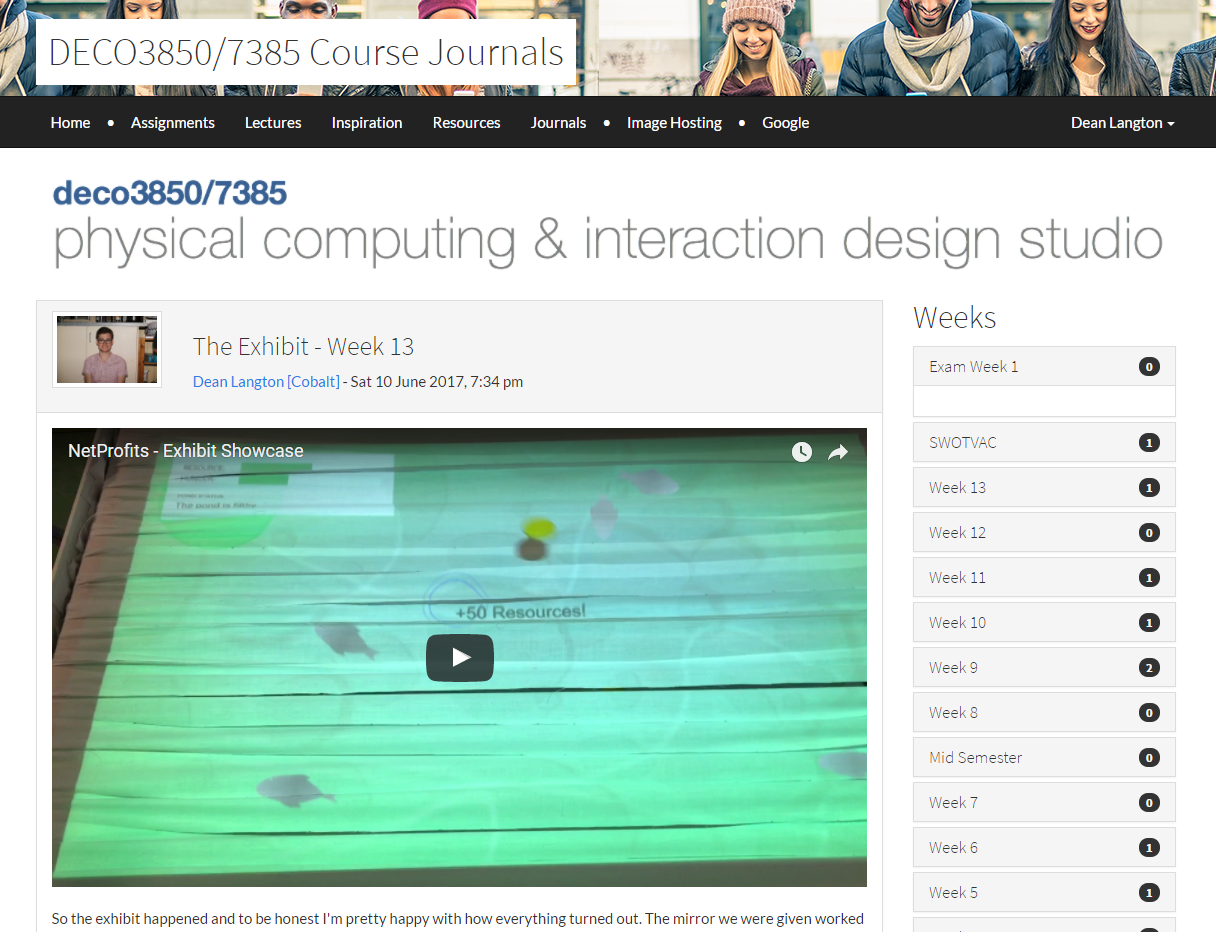 DECO3850/7385 Course Journals
Home • Assignments Lectures Inspiration Resources Journals • Image Hosting • Google Dean Langton
deco3850/7385
physical computing & interaction design studio
The Exhibit - Week 13
Dean Langton [Cobalt] - Sat 10 June 2017, 7:34 pm
NetProfits - Exhibit Showcase
RESOURCE
The pond is filthy
+50 Resources!
So the exhibit happened and to be honest I'm pretty happy with how everything turned out. The mirror we were given worked
Weeks
Exam Week 1 0
SWOTVAC 1
Week 13 1
Week 12 0
Week 11 1
Week 10 1
Week 9 2
Week 8 0
Mid Semester 0
Week 7 0
Week 6 1
Week 5 1